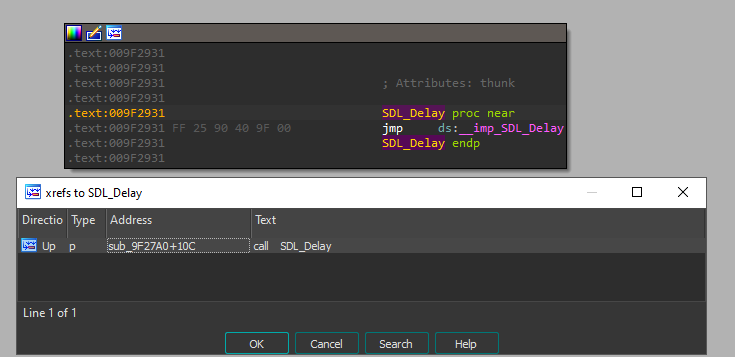 .text:009F2931
.text:009F2931
.text:009F2931 ; Attributes: thunk
.text:009F2931
.text:009F2931 SDL_Delay proc near
.text:009F2931 FF 25 90 40 9F 00 jmp ds:__imp_SDL_Delay
.text:009F2931 SDL_Delay endp
.text:009F2931
xrefs to SDL_Delay
Directio Type Address Text
Up p sub_9F27A0+10C call SDL_Delay
Line 1 of 1
OK Cancel Search Help